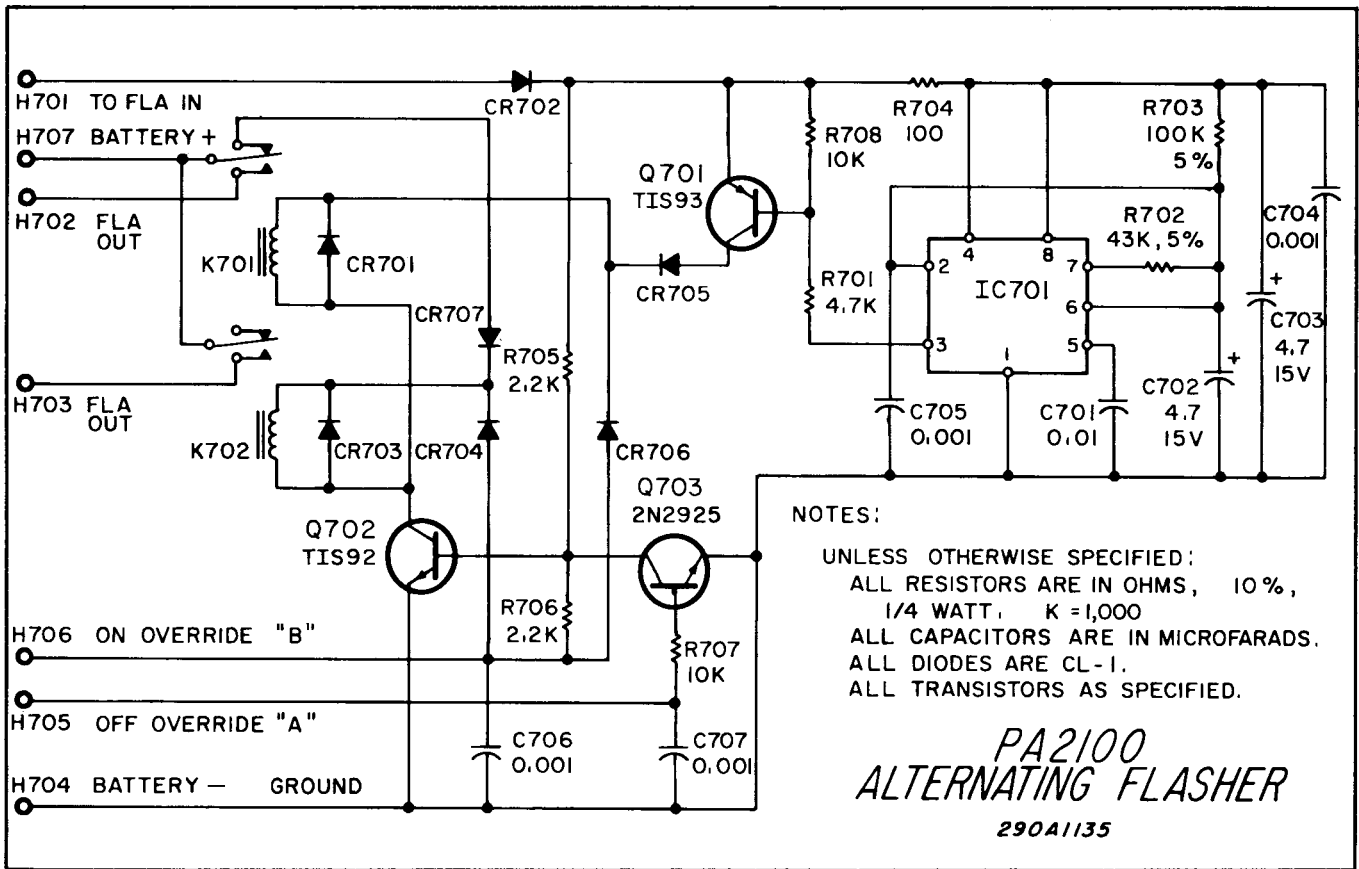 H701 TO FLA IN
H707 BATTERY +
H702 FLA
OUT
K701
CR701
H703 FLA
OUT
K702
CR703
CR704
CR707
CR702
Q701
TIS93
CR705
R705
2.2K
CR706
Q702
TIS92
Q703
2N2925
R706
2.2K
R707
10K
H706 ON OVERRIDE "B"
H705 OFF OVERRIDE "A"
H704 BATTERY – GROUND
C706
0.001
C707
0.001
R708
10K
R701
4.7K
R704
100
R703
100K
5%
R702
43K, 5%
IC701
4
8
2
7
6
3
1
5
C704
0.001
+
C703
4.7
15V
+
C702
4.7
15V
C705
0.001
C701
0.01
NOTES:
UNLESS OTHERWISE SPECIFIED:
ALL RESISTORS ARE IN OHMS, 10%,
1/4 WATT, K = 1,000
ALL CAPACITORS ARE IN MICROFARADS.
ALL DIODES ARE CL-1.
ALL TRANSISTORS AS SPECIFIED.
PA2100
ALTERNATING FLASHER
290A1135